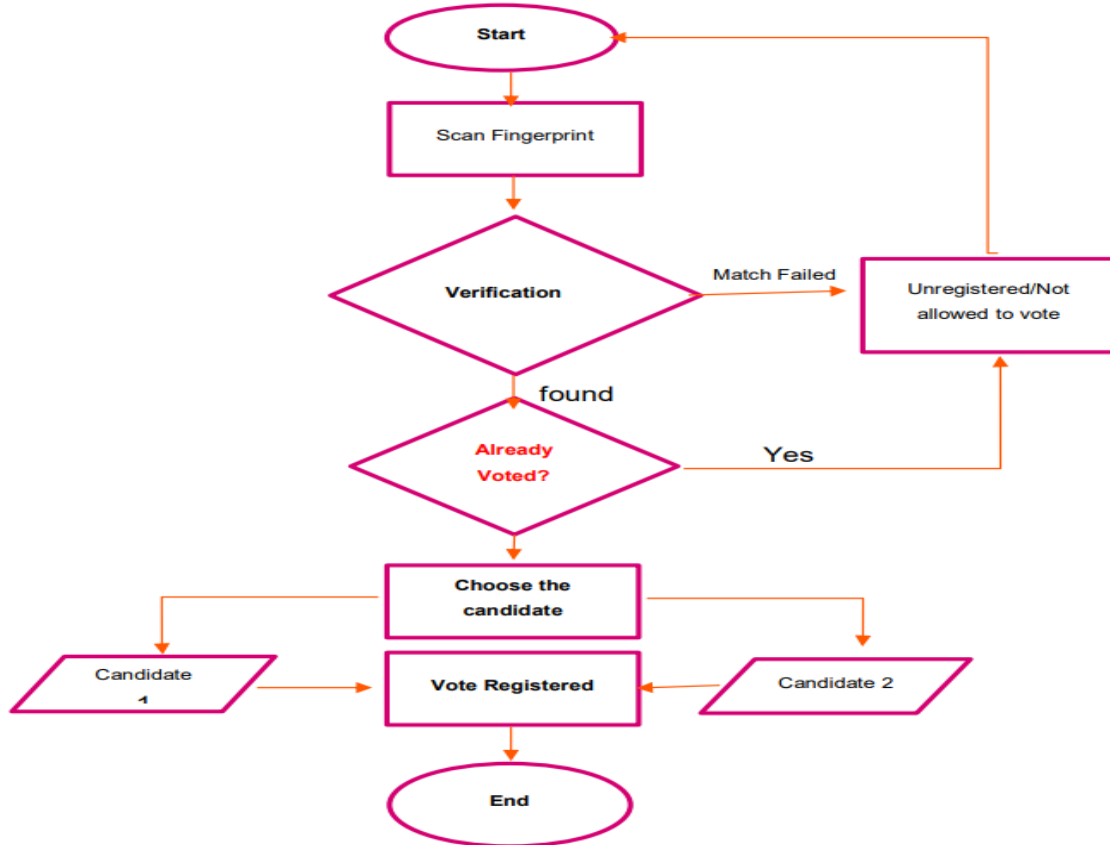 Start
Scan Fingerprint
Verification
Match Failed
Unregistered/Not
allowed to vote
found
Already
Voted?
Yes
Choose the
candidate
Candidate
1
Vote Registered
Candidate 2
End